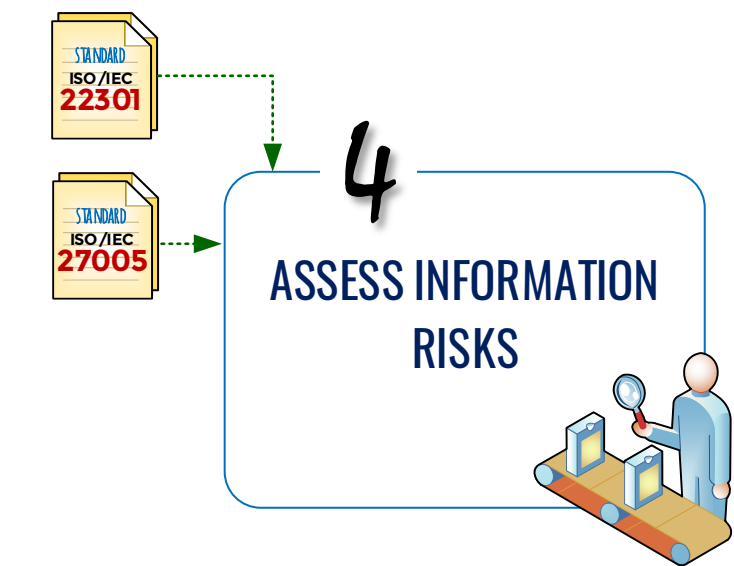 STANDARD
ISO/IEC
22301
STANDARD
ISO/IEC
27005
4
ASSESS INFORMATION
RISKS